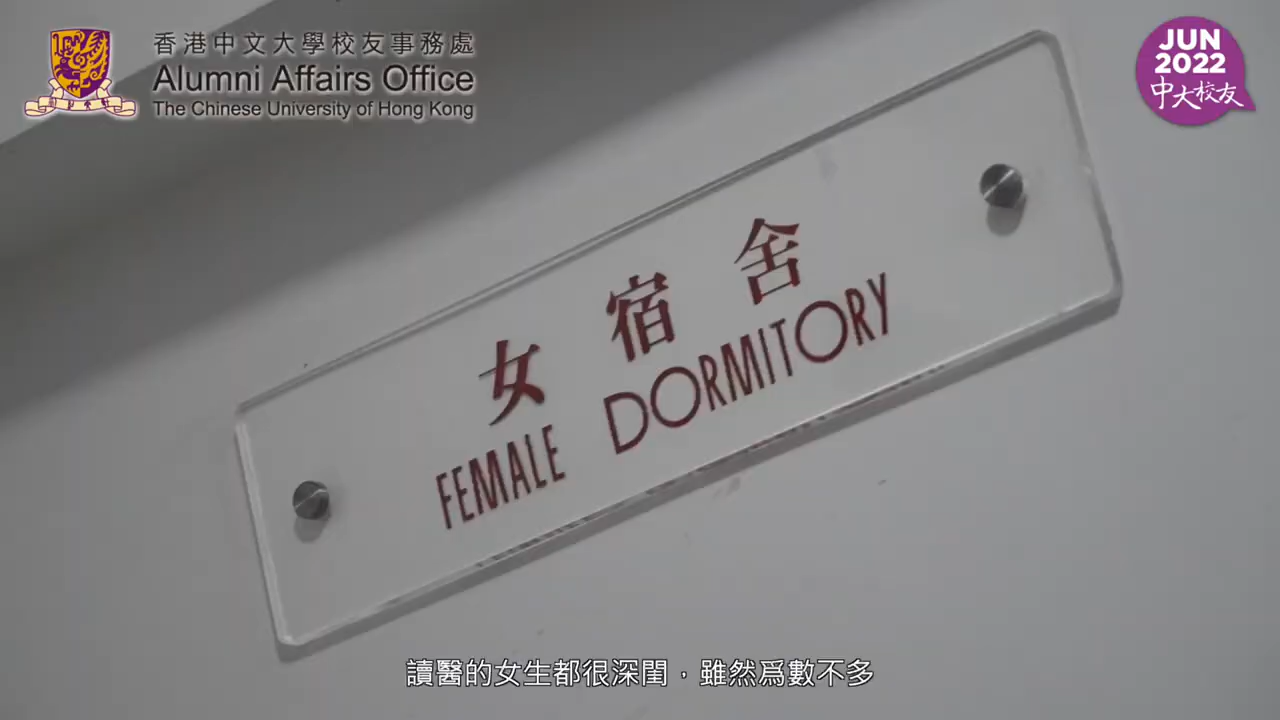 香港中文大學校友事務處
Alumni Affairs Office
The Chinese University of Hong Kong
JUN
2022
中大校友
女宿舍
FEMALE DORMITORY
讀醫的女生都很深閨，雖然爲數不多